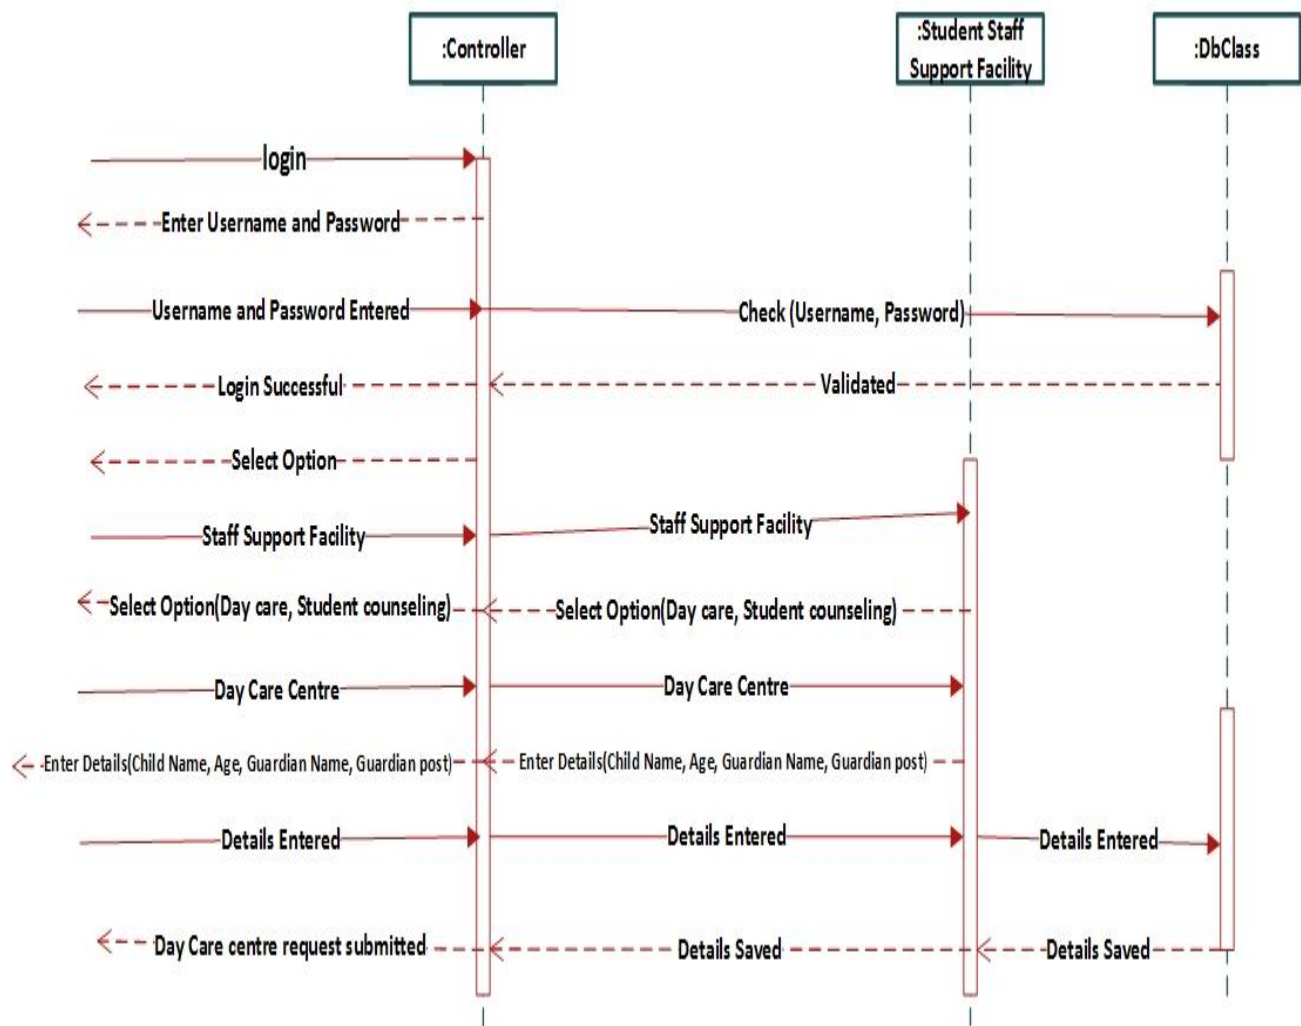 :Controller
:Student Staff
Support Facility
:DbClass
login
Enter Username and Password
Username and Password Entered
Check (Username, Password)
Login Successful
Validated
Select Option
Staff Support Facility
Staff Support Facility
Select Option(Day care, Student counseling)
Select Option(Day care, Student counseling)
Day Care Centre
Day Care Centre
Enter Details(Child Name, Age, Guardian Name, Guardian post)
Enter Details(Child Name, Age, Guardian Name, Guardian post)
Details Entered
Details Entered
Details Entered
Day Care centre request submitted
Details Saved
Details Saved